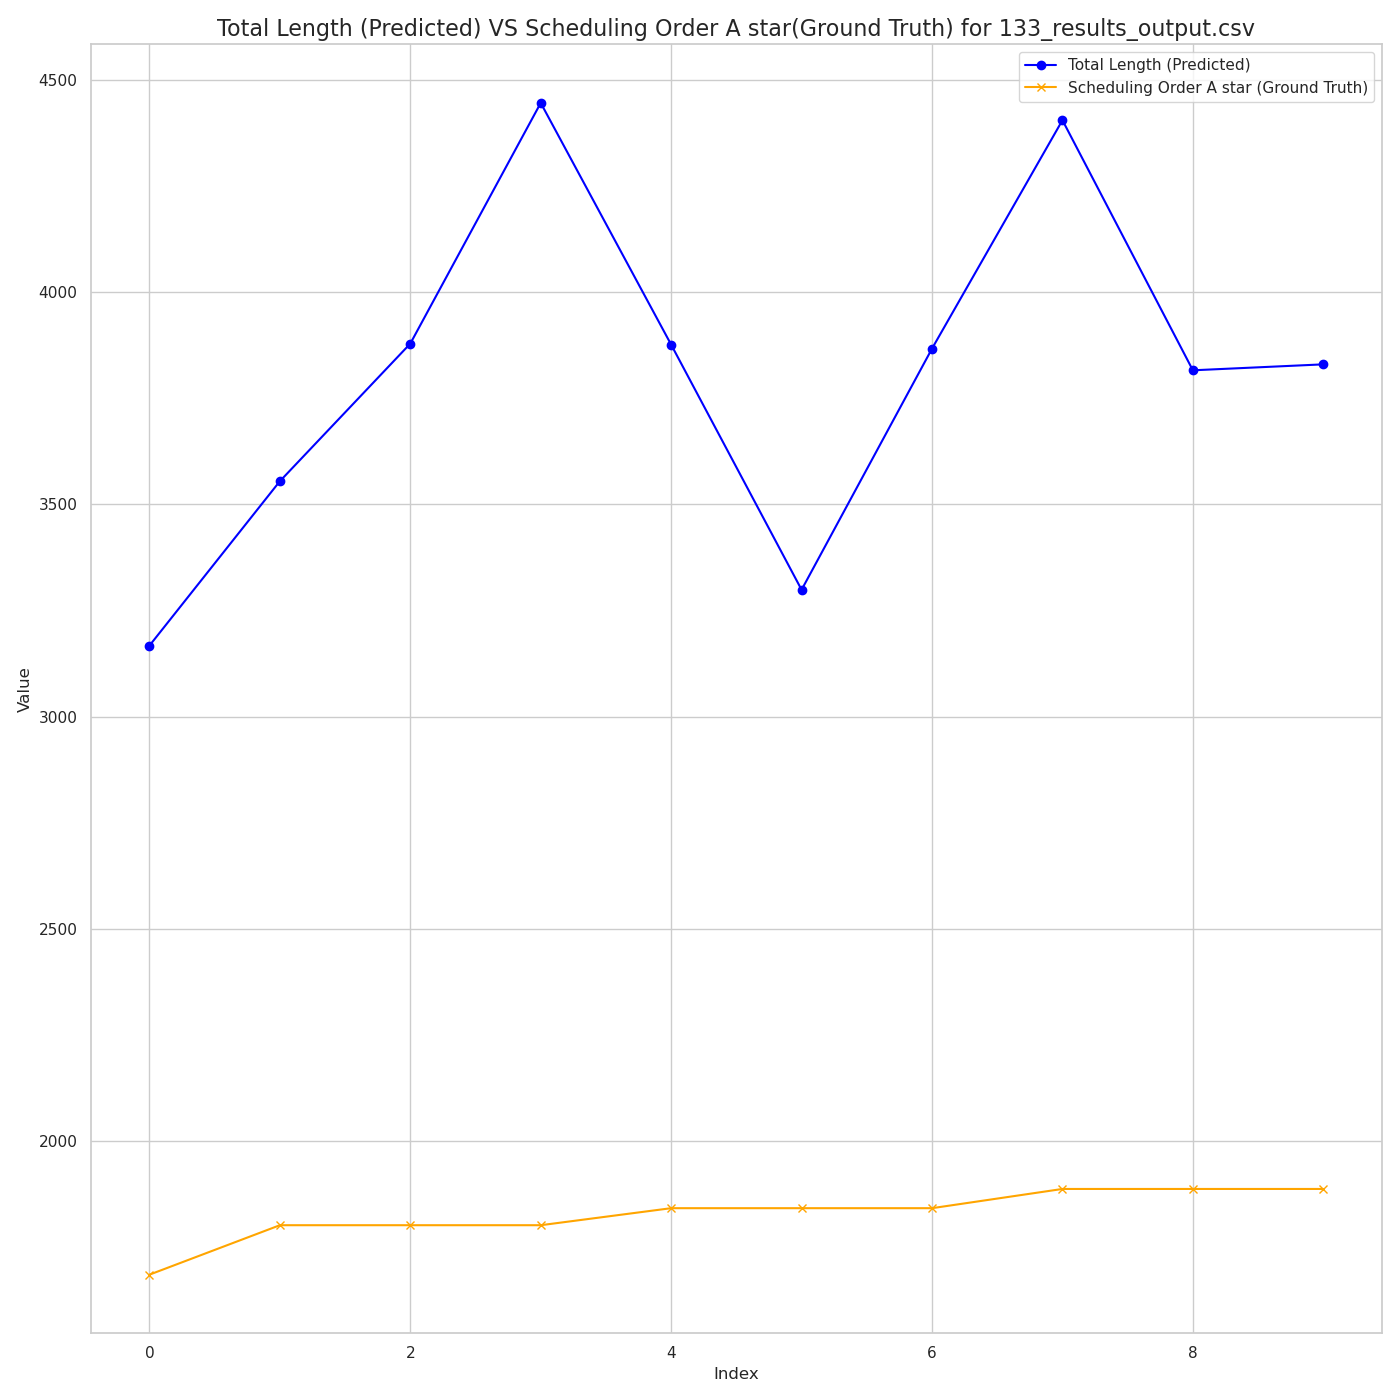 Total Length (Predicted) VS Scheduling Order A star(Ground Truth) for 133_results_output.csv
Total Length (Predicted)
Scheduling Order A star (Ground Truth)
4500
4000
3500
3000
2500
2000
Value
0 2 4 6 8
Index